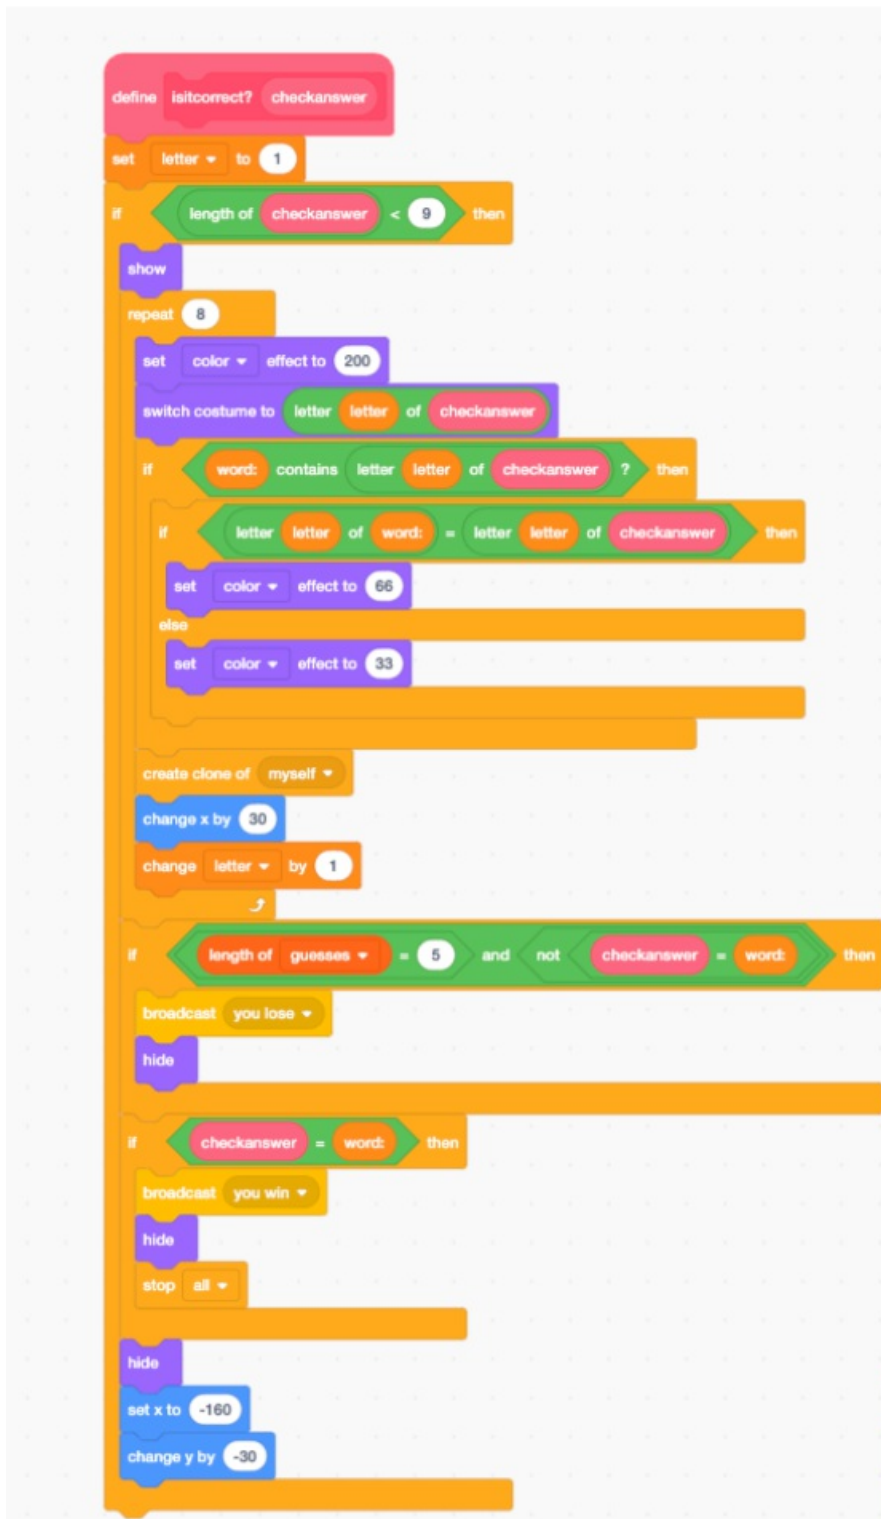 define isitcorrect? checkanswer
set letter to 1
if length of checkanswer < 9 then
show
repeat 8
set color effect to 200
switch costume to letter letter of checkanswer
if word: contains letter letter of checkanswer ? then
if letter letter of word: = letter letter of checkanswer then
set color effect to 66
else
set color effect to 33
create clone of myself
change x by 30
change letter by 1
if length of guesses = 5 and not checkanswer = word: then
broadcast you lose
hide
if checkanswer = word: then
broadcast you win
hide
stop all
hide
set x to -160
change y by -30